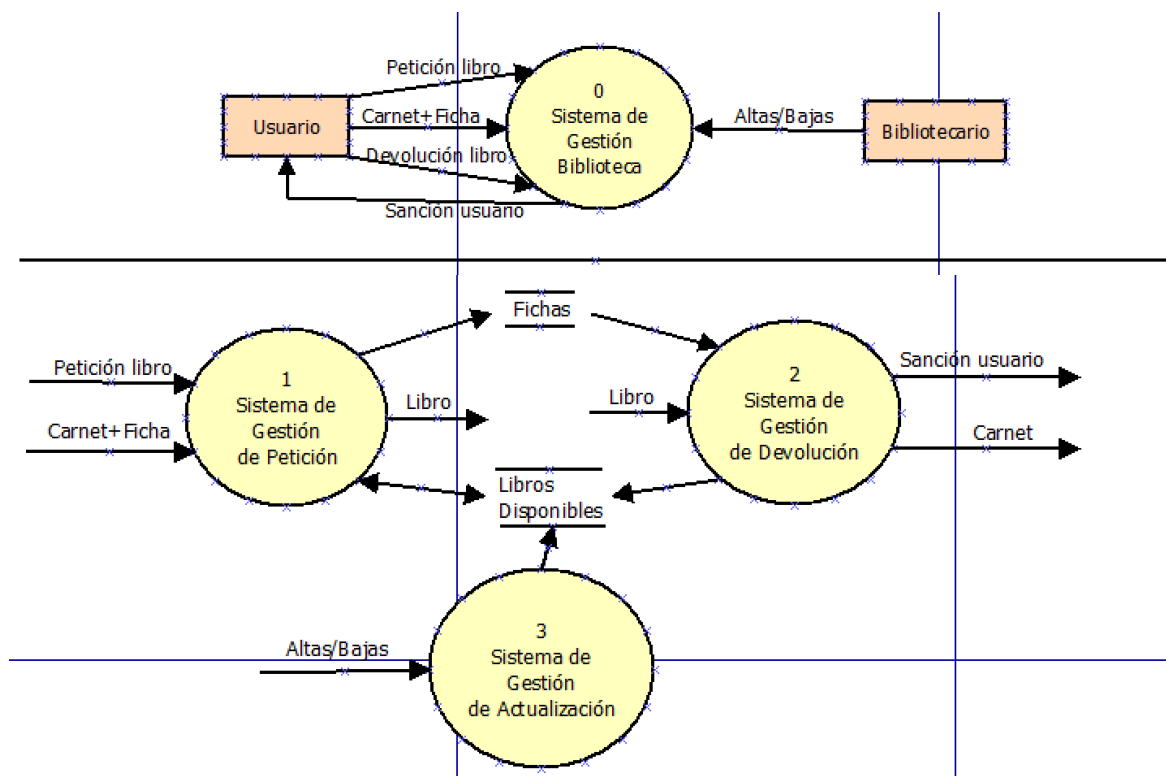 Petición libro
0
Sistema de
Gestión
Biblioteca
Usuario
Carnet+Ficha
Altas/Bajas
Bibliotecario
Devolución libro
Sanción usuario
Fichas
Petición libro
1
Sistema de
Gestión
de Petición
Carnet+Ficha
Libro
Libro
2
Sistema de
Gestión
de Devolución
Sanción usuario
Carnet
Libros
Disponibles
3
Sistema de
Gestión
de Actualización
Altas/Bajas